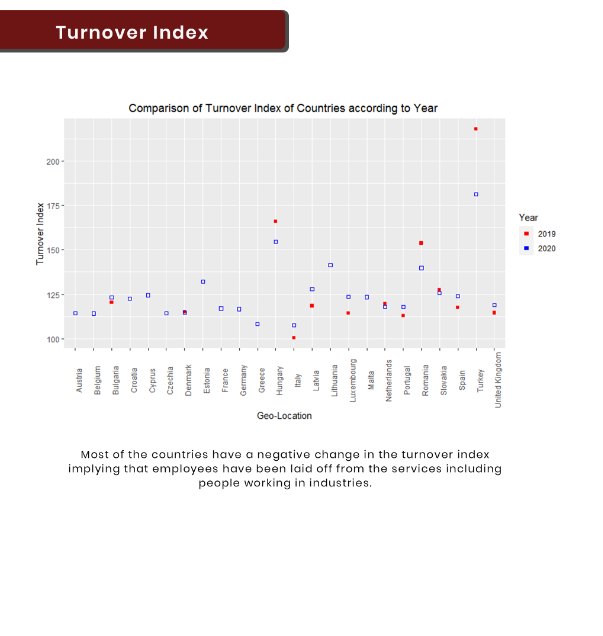 Turnover Index
Comparison of Turnover Index of Countries according to Year
Turnover Index
200
175
150
125
100
Austria
Belgium
Bulgaria
Croatia
Cyprus
Czechia
Denmark
Estonia
France
Germany
Greece
Hungary
Italy
Latvia
Lithuania
Luxembourg
Malta
Netherlands
Portugal
Romania
Slovakia
Spain
Turkey
United Kingdom
Geo-Location
Year
2019
2020
Most of the countries have a negative change in the turnover index
implying that employees have been laid off from the services including
people working in industries.